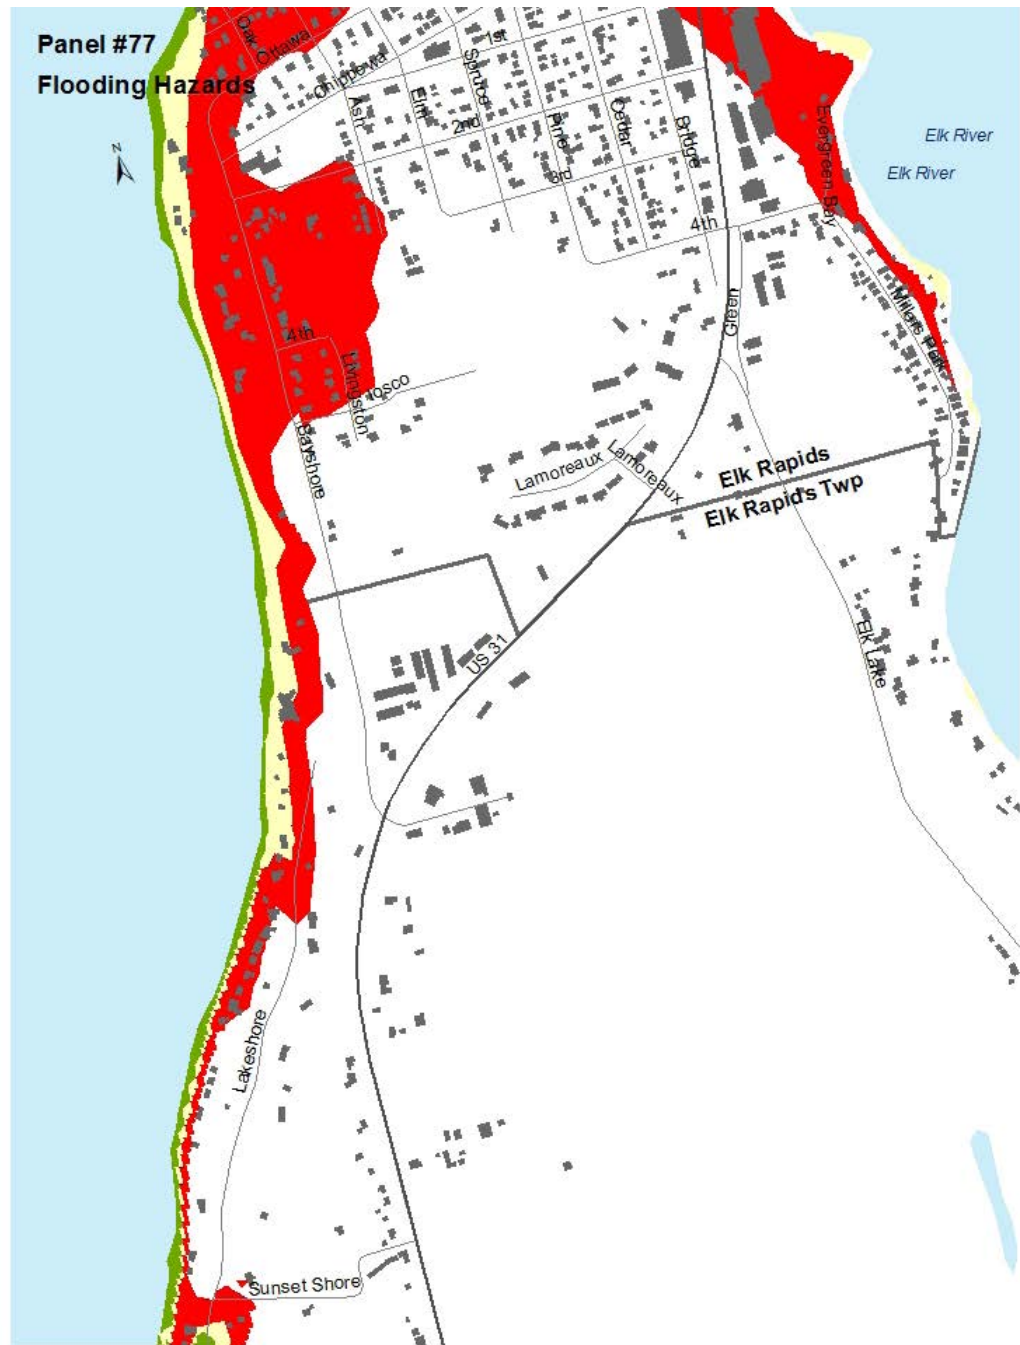 Panel #77
Flooding Hazards
N
Oak
Ottawa
Chippewa
1st
Spruce
Elm
Ash
2nd
Pine
Cedar
Bridge
3rd
4th
Evergreen Bay
Elk River
Elk River
Green
Millers Park
4th
Livingston
Iosco
Bayshore
Lamoreaux
Lamoreaux
Elk Rapids
Elk Rapids Twp
US 31
Elk Lake
Lakeshore
Sunset Shore